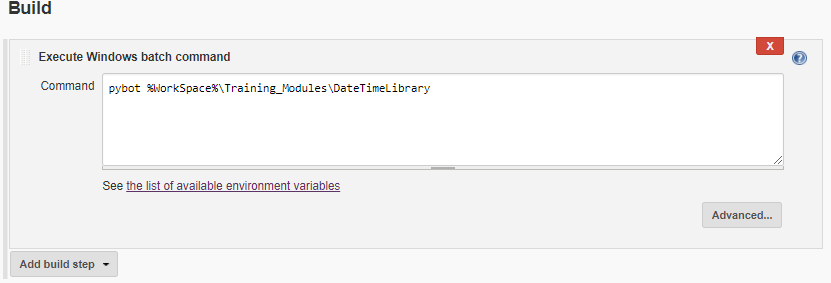 Build
X
Execute Windows batch command
?
Command
pybot %WorkSpace%\Training_Modules\DateTimeLibrary
See the list of available environment variables
Advanced...
Add build step